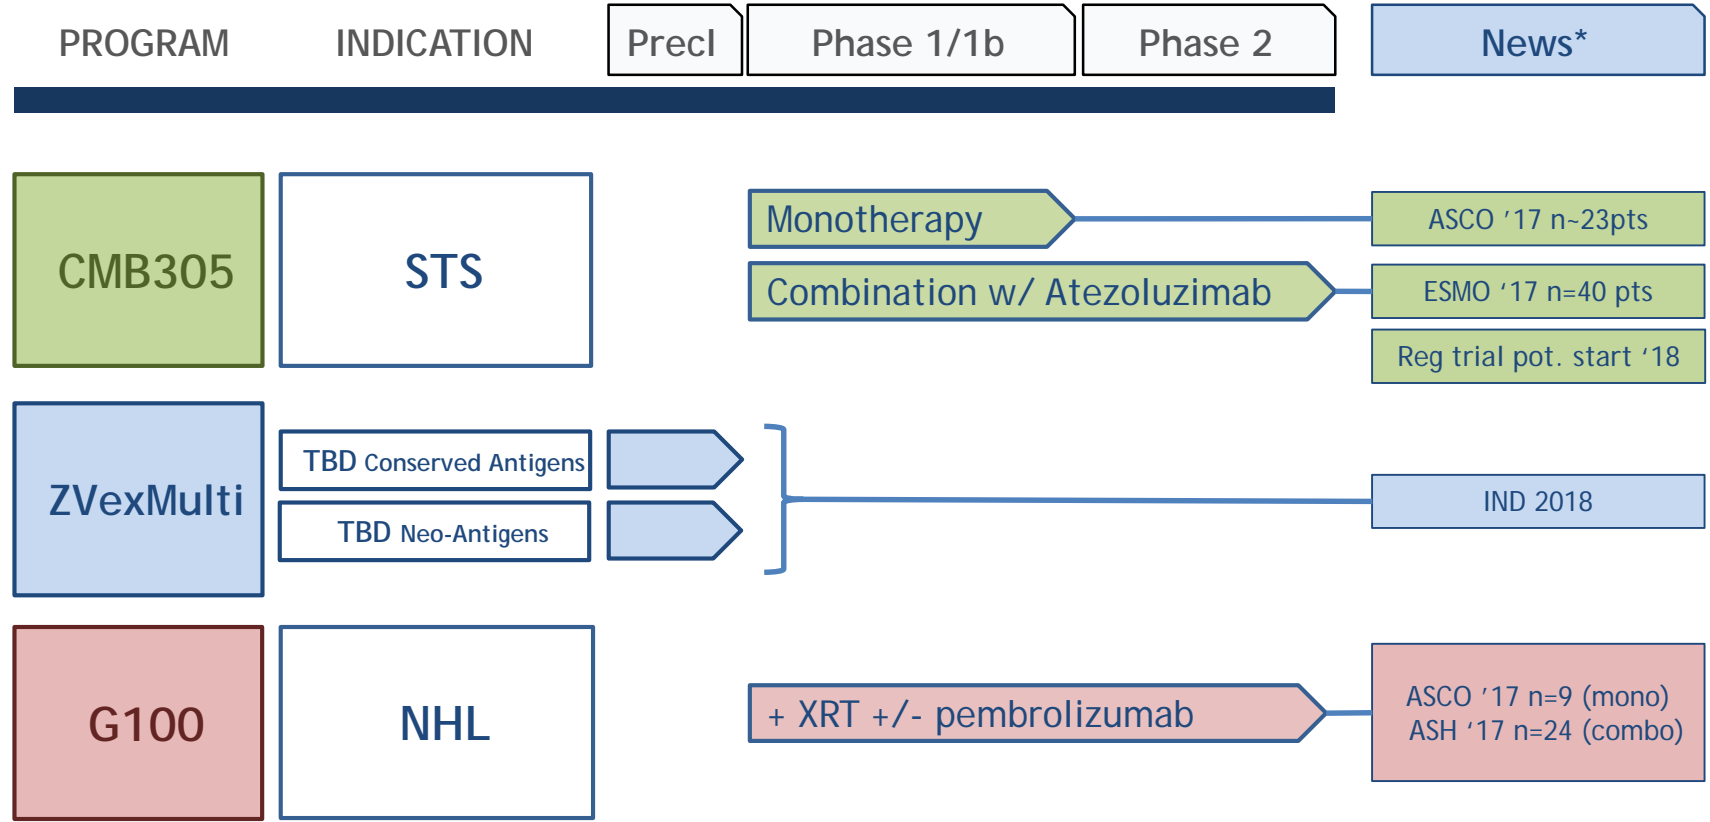 PROGRAM INDICATION Precl Phase 1/1b Phase 2 News*
CMB305
STS
Monotherapy
ASCO '17 n~23pts
Combination w/ Atezoluzimab
ESMO ‘17 n=40 pts
Reg trial pot. start ‘18
ZVexMulti
TBD Conserved Antigens
TBD Neo-Antigens
IND 2018
G100
NHL
+ XRT +/- pembrolizumab
ASCO '17 n=9 (mono)
ASH ‘17 n=24 (combo)